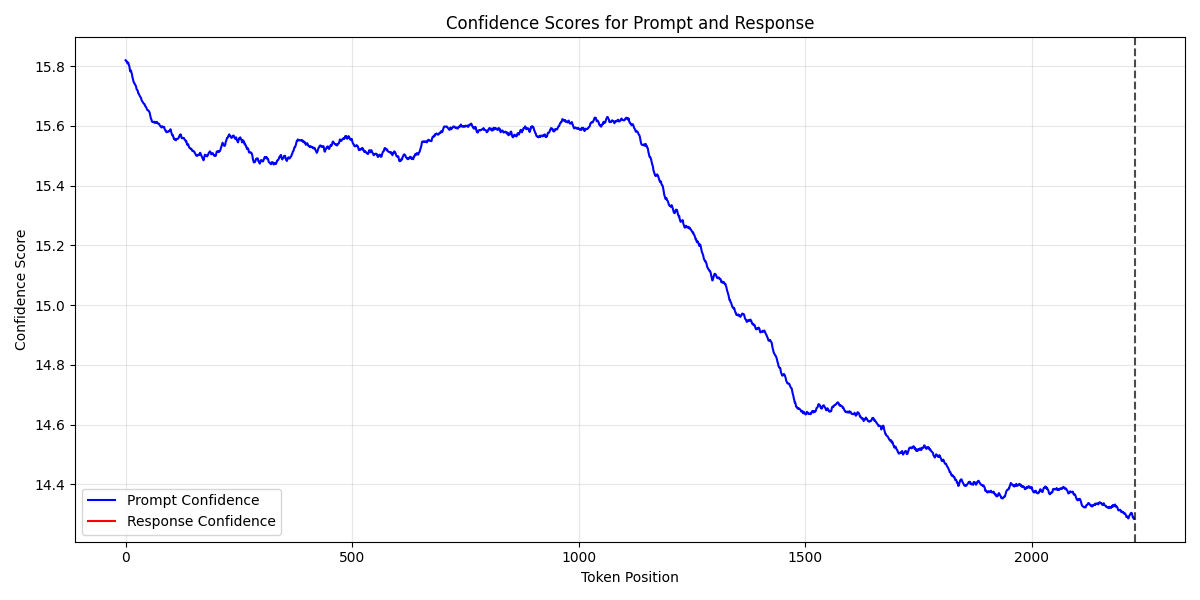 Confidence Scores for Prompt and Response
Confidence Score
15.8
15.6
15.4
15.2
15.0
14.8
14.6
14.4
Prompt Confidence
Response Confidence
0
500
1000
1500
2000
Token Position